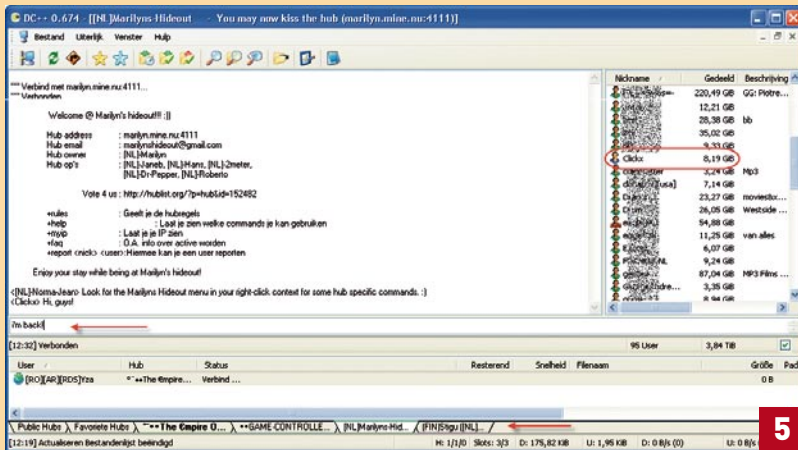 DC++ 0.674 - [[NL]Marilyns-Hideout - You may now kiss the hub (marilyn.mine.nu:4111)]
Bestand Uiterlijk Venster Hulp
*** Verbind met marilyn.mine.nu:4111...
*** Verbonden
Welcome @ Marilyn's hideout!!! :))
Hub address : marilyn.mine.nu:4111
Hub email : marilynshideout@gmail.com
Hub owner : [NL]-Marilyn
Hub op's : [NL]-Janeb, [NL]-Hans, [NL]-2meter,
[NL]-Dr-Pepper, [NL]-Roberto
Vote 4 us : http://hublist.org/?p=hub&id=152482
+rules : Geeft je de hubregels
+help : Laat je zien welke commands je kan gebruiken
+myip : Laat je je IP zien
+faq : O.A. info over active worden
+report <nick> <user>:Hiermee kan je een user reporten
Enjoy your stay while being at Marilyn's hideout!
<[NL]-Norma-Jean> Look for the Marilyns Hideout menu in your right-click context for some hub specific commands. :)
<Clickx> Hi, guys!
i'm back!
Nickname Gedeeld Beschrijving
220,49 GB GG: Piotre...
12,21 GB
28,38 GB bb
35,02 GB
9,33 GB
Clickx 8,19 GB
3,24 GB Mp3
7,14 GB
23,27 GB moviestix...
26,05 GB Westside ...
54,88 GB
11,25 GB van alles
6,07 GB
9,24 GB
87,04 GB MP3 Films ...
3,35 GB
8,94 GB
[12:32] Verbonden 95 User 3,84 TiB
User Hub Status Resterend Snelheid Filenaam Größe Pad
[RO][AR][RDS]Yza The €mpire... Verbind ... 0 B
Public Hubs Favoriete Hubs The €mpire O... GAME-CONTROLLE... [NL]Marilyns-Hid... [FIN]Stigu [[NL]...
[12:19] Actualiseren Bestandenlijst beëindigd H: 1/1/0 Slots: 3/3 D: 175,82 KiB U: 1,95 KiB D: 0 B/s (0) U: 0 B/s
5